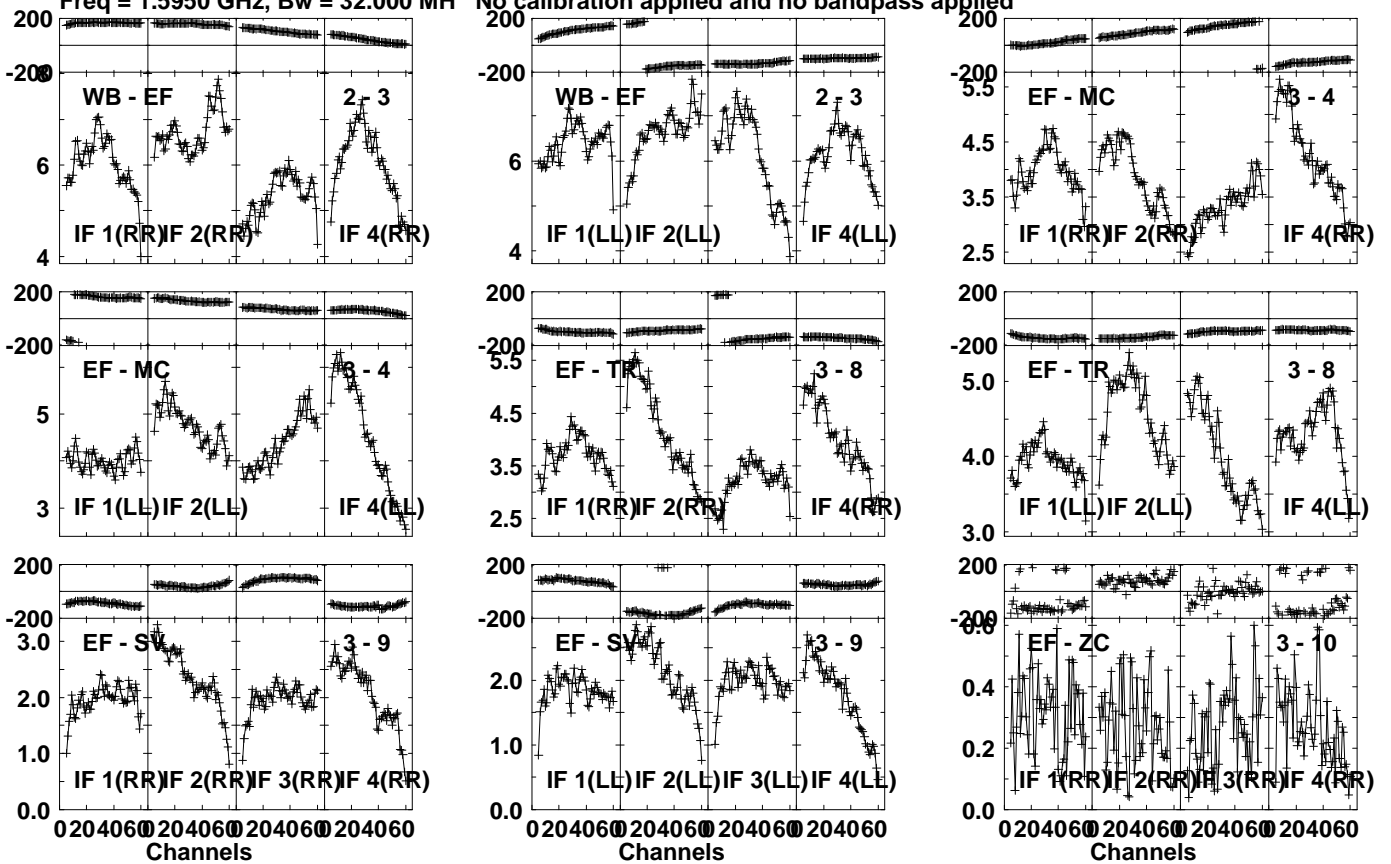 Freq = 1.5950 GHz, Bw = 32.000 MH No calibration applied and no bandpass applied
200
-200
8
6
4
WB - EF
2 - 3
IF 1(RR)
IF 2(RR)
IF 4(RR)
200
-200
6
4
WB - EF
2 - 3
IF 1(LL)
IF 2(LL)
IF 4(LL)
200
-200
5.5
4.5
3.5
2.5
EF - MC
3 - 4
IF 1(RR)
IF 2(RR)
IF 4(RR)
200
-200
5
3
EF - MC
3 - 4
IF 1(LL)
IF 2(LL)
IF 4(LL)
200
-200
5.5
4.5
3.5
2.5
EF - TR
3 - 8
IF 1(RR)
IF 2(RR)
IF 4(RR)
200
-200
5.0
4.0
3.0
EF - TR
3 - 8
IF 1(LL)
IF 2(LL)
IF 4(LL)
200
-200
3.0
2.0
1.0
0.0
EF - SV
3 - 9
IF 1(RR)
IF 2(RR)
IF 3(RR)
IF 4(RR)
0 20 40 60 0 20 40 60 0 20 40 60 0 20 40 60
Channels
200
-200
2.0
1.0
0.0
EF - SV
3 - 9
IF 1(LL)
IF 2(LL)
IF 3(LL)
IF 4(LL)
0 20 40 60 0 20 40 60 0 20 40 60 0 20 40 60
Channels
200
-200
0.6
0.4
0.2
0.0
EF - ZC
3 - 10
IF 1(RR)
IF 2(RR)
IF 3(RR)
IF 4(RR)
0 20 40 60 0 20 40 60 0 20 40 60 0 20 40 60
Channels